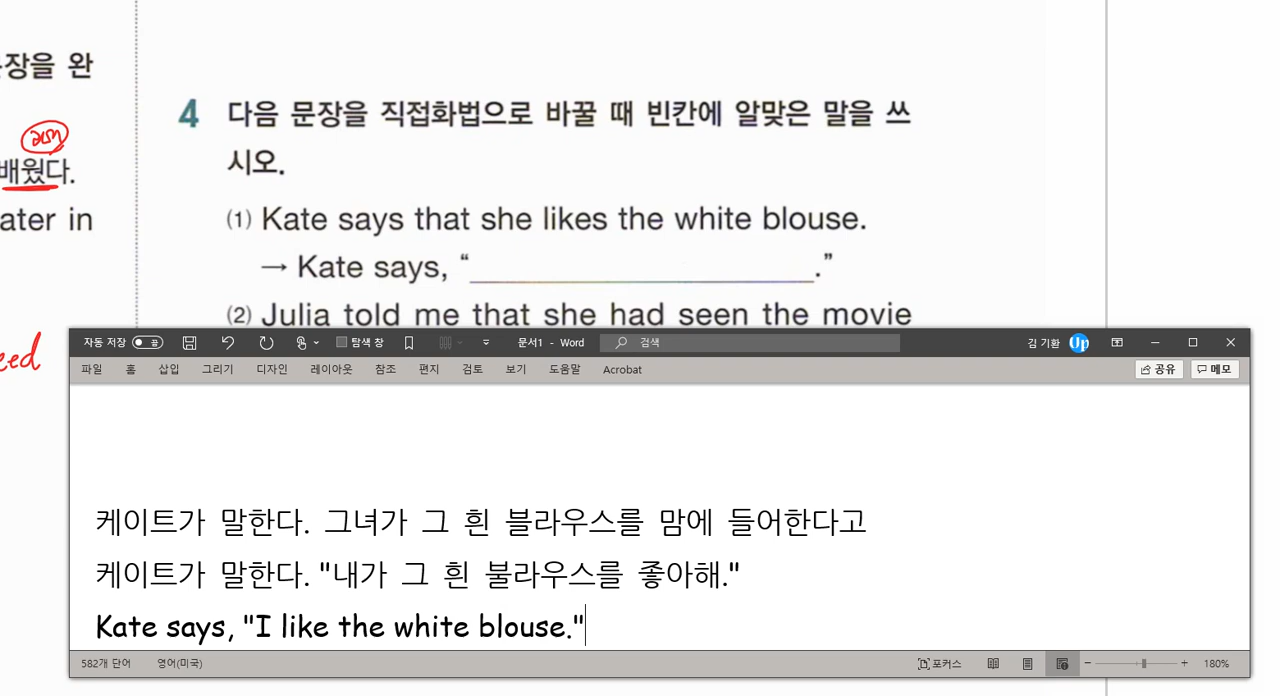 장을 완
배웠다.
ater in
eed
4 다음 문장을 직접화법으로 바꿀 때 빈칸에 알맞은 말을 쓰
시오.
(1) Kate says that she likes the white blouse.
→ Kate says, “ .”
(2) Julia told me that she had seen the movie
자동 저장 끔 탐색 창 문서1 - Word 검색 김 기환 Up
파일 홈 삽입 그리기 디자인 레이아웃 참조 편지 검토 보기 도움말 Acrobat 공유 메모
케이트가 말한다. 그녀가 그 흰 블라우스를 맘에 들어한다고
케이트가 말한다. "내가 그 흰 불라우스를 좋아해."
Kate says, "I like the white blouse."
582개 단어 영어(미국) 포커스 180%